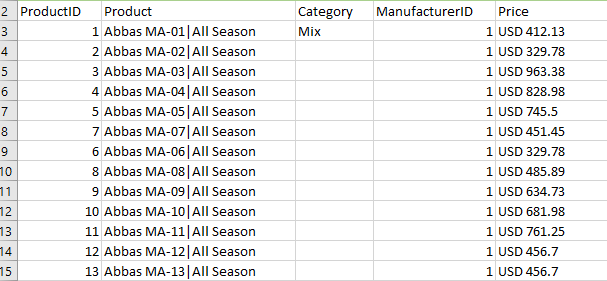 2 ProductID Product Category ManufacturerID Price
3 1 Abbas MA-01|All Season Mix 1 USD 412.13
4 2 Abbas MA-02|All Season 1 USD 329.78
5 3 Abbas MA-03|All Season 1 USD 963.38
6 4 Abbas MA-04|All Season 1 USD 828.98
7 5 Abbas MA-05|All Season 1 USD 745.5
8 7 Abbas MA-07|All Season 1 USD 451.45
9 6 Abbas MA-06|All Season 1 USD 329.78
10 8 Abbas MA-08|All Season 1 USD 485.89
11 9 Abbas MA-09|All Season 1 USD 634.73
12 10 Abbas MA-10|All Season 1 USD 681.98
13 11 Abbas MA-11|All Season 1 USD 761.25
14 12 Abbas MA-12|All Season 1 USD 456.7
15 13 Abbas MA-13|All Season 1 USD 456.7